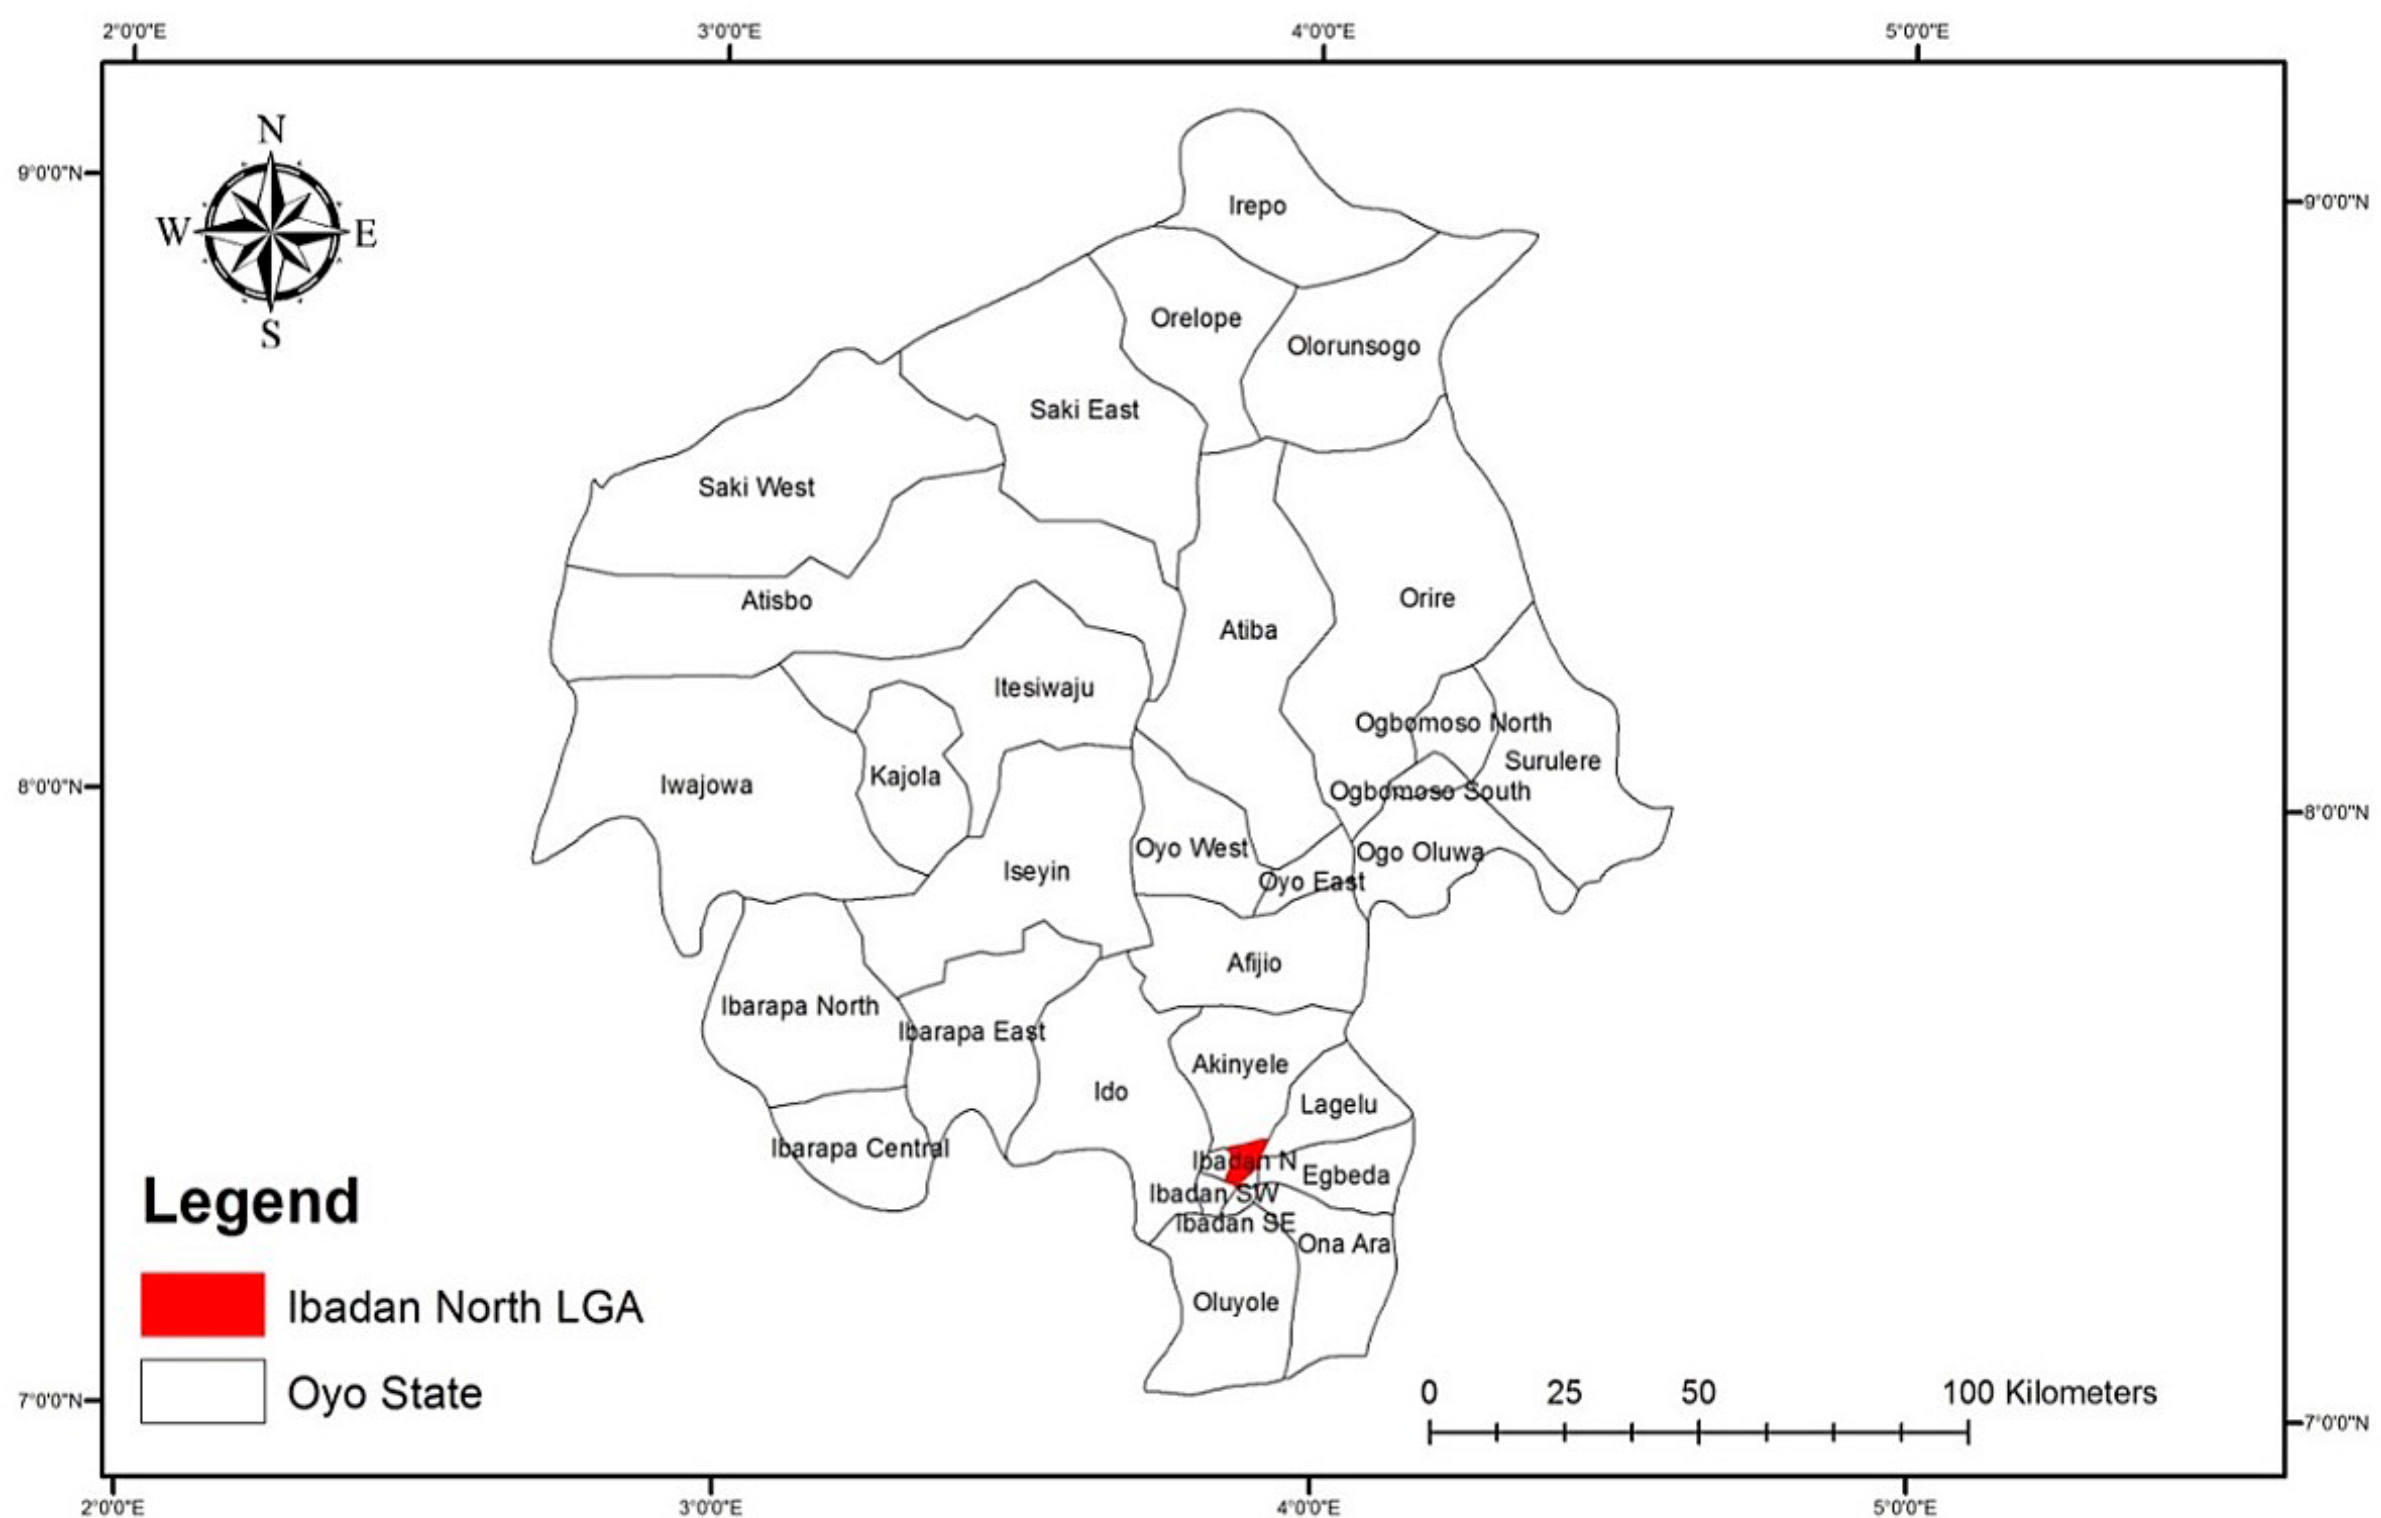 2°0'0"E 3°0'0"E 4°0'0"E 5°0'0"E
N
9°0'0"N
W E
S
9°0'0"N
Irepo
Orelope
Olorunsogo
Saki East
Saki West
Atisbo
Orire
Atiba
Itesiwaju
Ogbomoso North
Surulere
Kajola
8°0'0"N
Iwajowa
Ogbomoso South
8°0'0"N
Oyo West
Ogo Oluwa
Iseyin
Oyo East
Afijio
Ibarapa North
Ibarapa East
Akinyele
Ido
Lagelu
Ibarapa Central
Ibadan N
Egbeda
Ibadan SW
Ibadan SE
Ona Ara
Oluyole
Legend
Ibadan North LGA
Oyo State
0 25 50 100 Kilometers
7°0'0"N
7°0'0"N
2°0'0"E 3°0'0"E 4°0'0"E 5°0'0"E